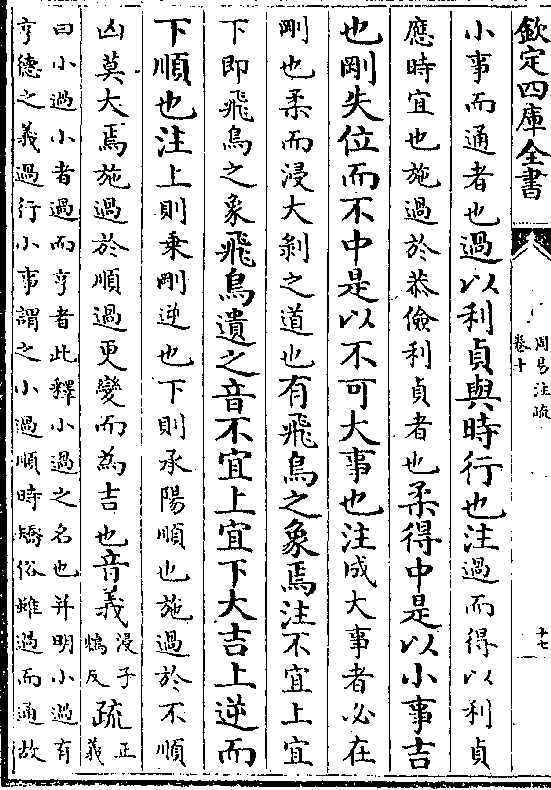 欽定四庫全書
周易注疏
卷十
十七
小事而通者也過以利貞與時行也注過而得以利貞
應時宜也施過於恭儉利貞者也柔得中是以小事吉
也剛失位而不中是以不可大事也注成大事者必在
剛也柔而浸大剝之道也有飛鳥之象焉注不宜上宜
下即飛鳥之象飛鳥遺之音不宜上宜下大吉上逆而
下順也注上則乘剛逆也下則承陽順也施過於不順
凶莫大焉施過於順過更變而為吉也音義浸子鴆反疏正義
曰小過小者過而亨者此釋小過之名也并明小過有
亨德之義過行小事謂之小過順時矯俗雖過而通故